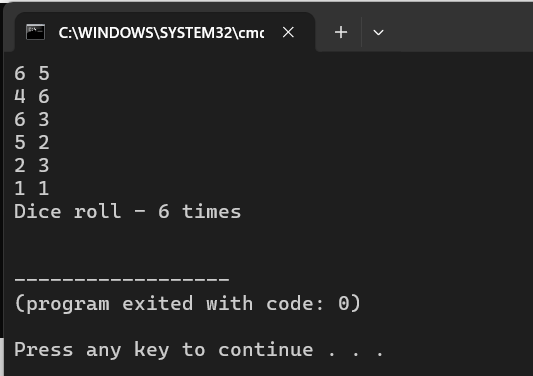 C:\WINDOWS\SYSTEM32\cmc
6 5
4 6
6 3
5 2
2 3
1 1
Dice roll - 6 times
------------------
(program exited with code: 0)
Press any key to continue . . .